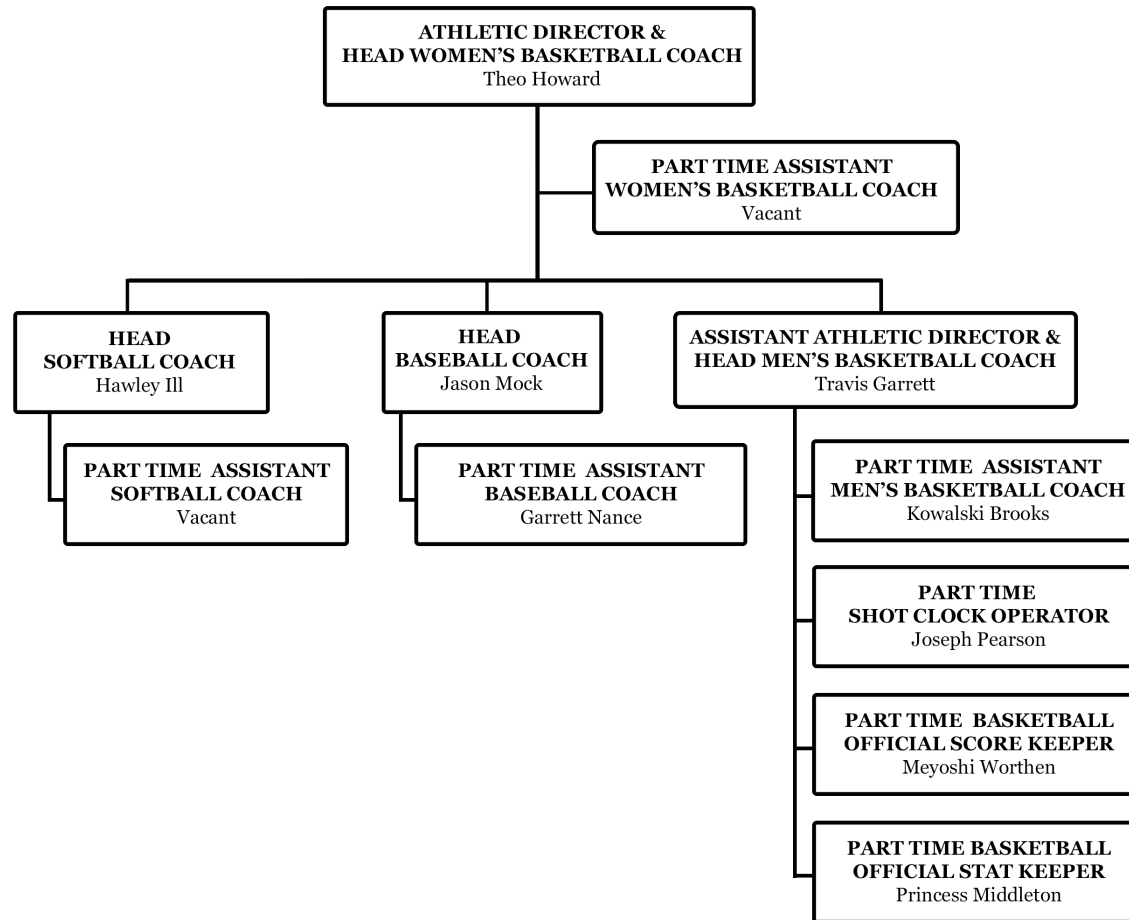 ATHLETIC DIRECTOR &
HEAD WOMEN’S BASKETBALL COACH
Theo Howard
PART TIME ASSISTANT
WOMEN’S BASKETBALL COACH
Vacant
HEAD
SOFTBALL COACH
Hawley Ill
HEAD
BASEBALL COACH
Jason Mock
ASSISTANT ATHLETIC DIRECTOR &
HEAD MEN’S BASKETBALL COACH
Travis Garrett
PART TIME ASSISTANT
SOFTBALL COACH
Vacant
PART TIME ASSISTANT
BASEBALL COACH
Garrett Nance
PART TIME ASSISTANT
MEN’S BASKETBALL COACH
Kowalski Brooks
PART TIME
SHOT CLOCK OPERATOR
Joseph Pearson
PART TIME BASKETBALL
OFFICIAL SCORE KEEPER
Meyoshi Worthen
PART TIME BASKETBALL
OFFICIAL STAT KEEPER
Princess Middleton